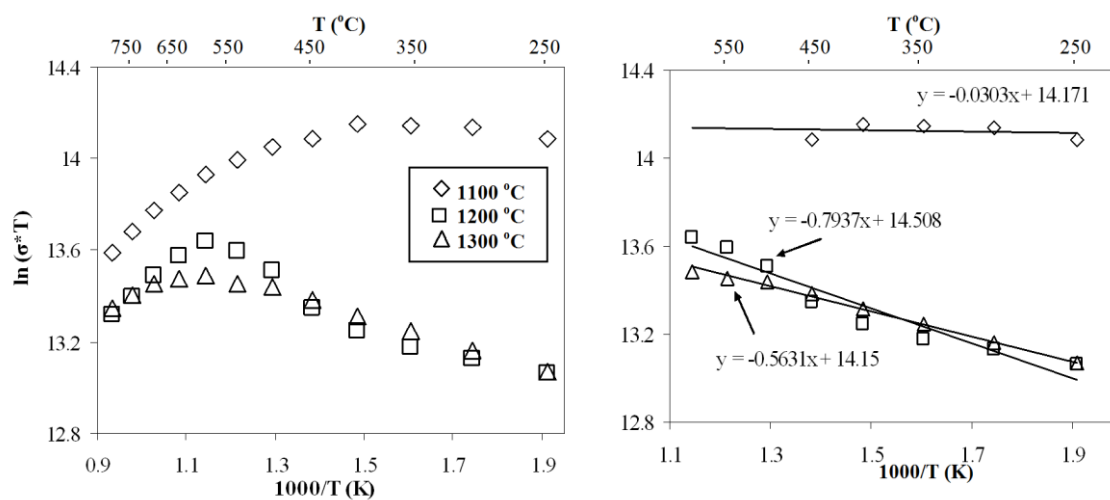 T (°C)
750 650 550 450 350 250
14.4
14
13.6
13.2
12.8
ln (σ*T)
1100 °C
1200 °C
1300 °C
0.9 1.1 1.3 1.5 1.7 1.9
1000/T (K)
T (°C)
550 450 350 250
14.4
14
13.6
13.2
12.8
y = -0.0303x + 14.171
y = -0.7937x + 14.508
y = -0.5631x + 14.15
1.1 1.3 1.5 1.7 1.9
1000/T (K)